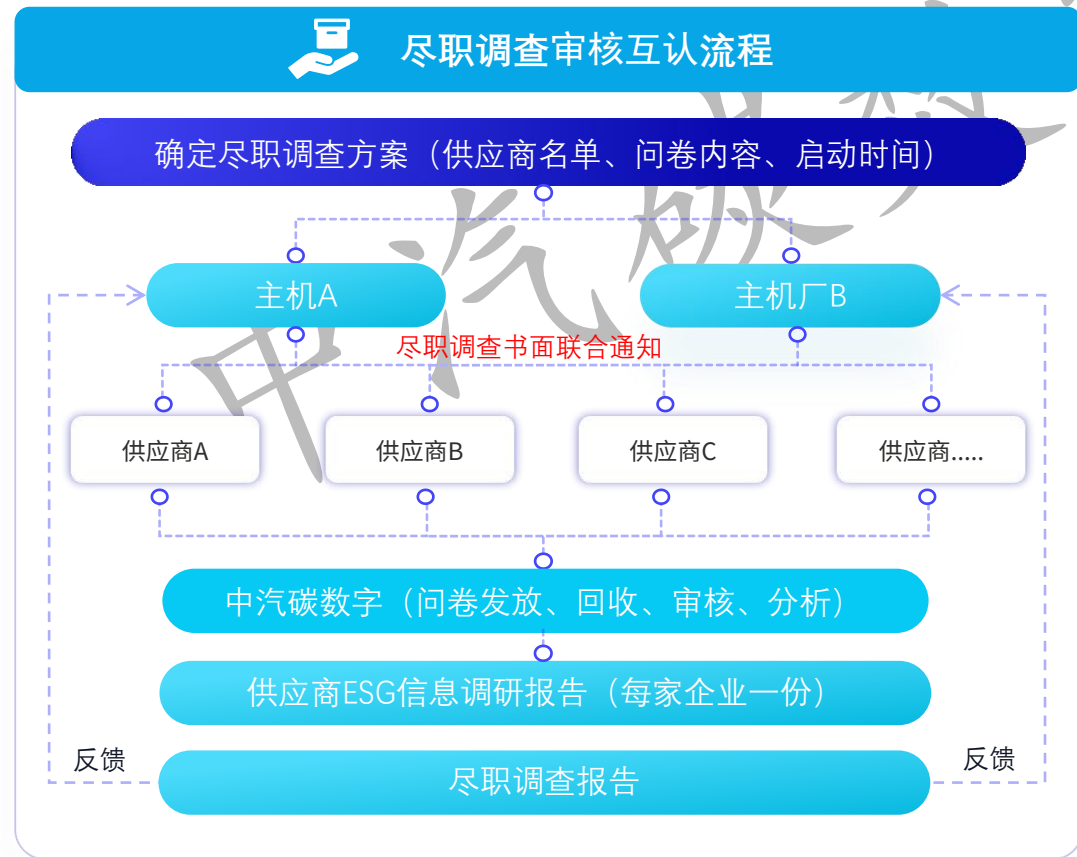 尽职调查审核互认流程
确定尽职调查方案（供应商名单、问卷内容、启动时间）
主机A
主机厂B
尽职调查书面联合通知
供应商A
供应商B
供应商C
供应商.....
中汽碳数字（问卷发放、回收、审核、分析）
供应商ESG信息调研报告（每家企业一份）
反馈
尽职调查报告
反馈
中汽碳